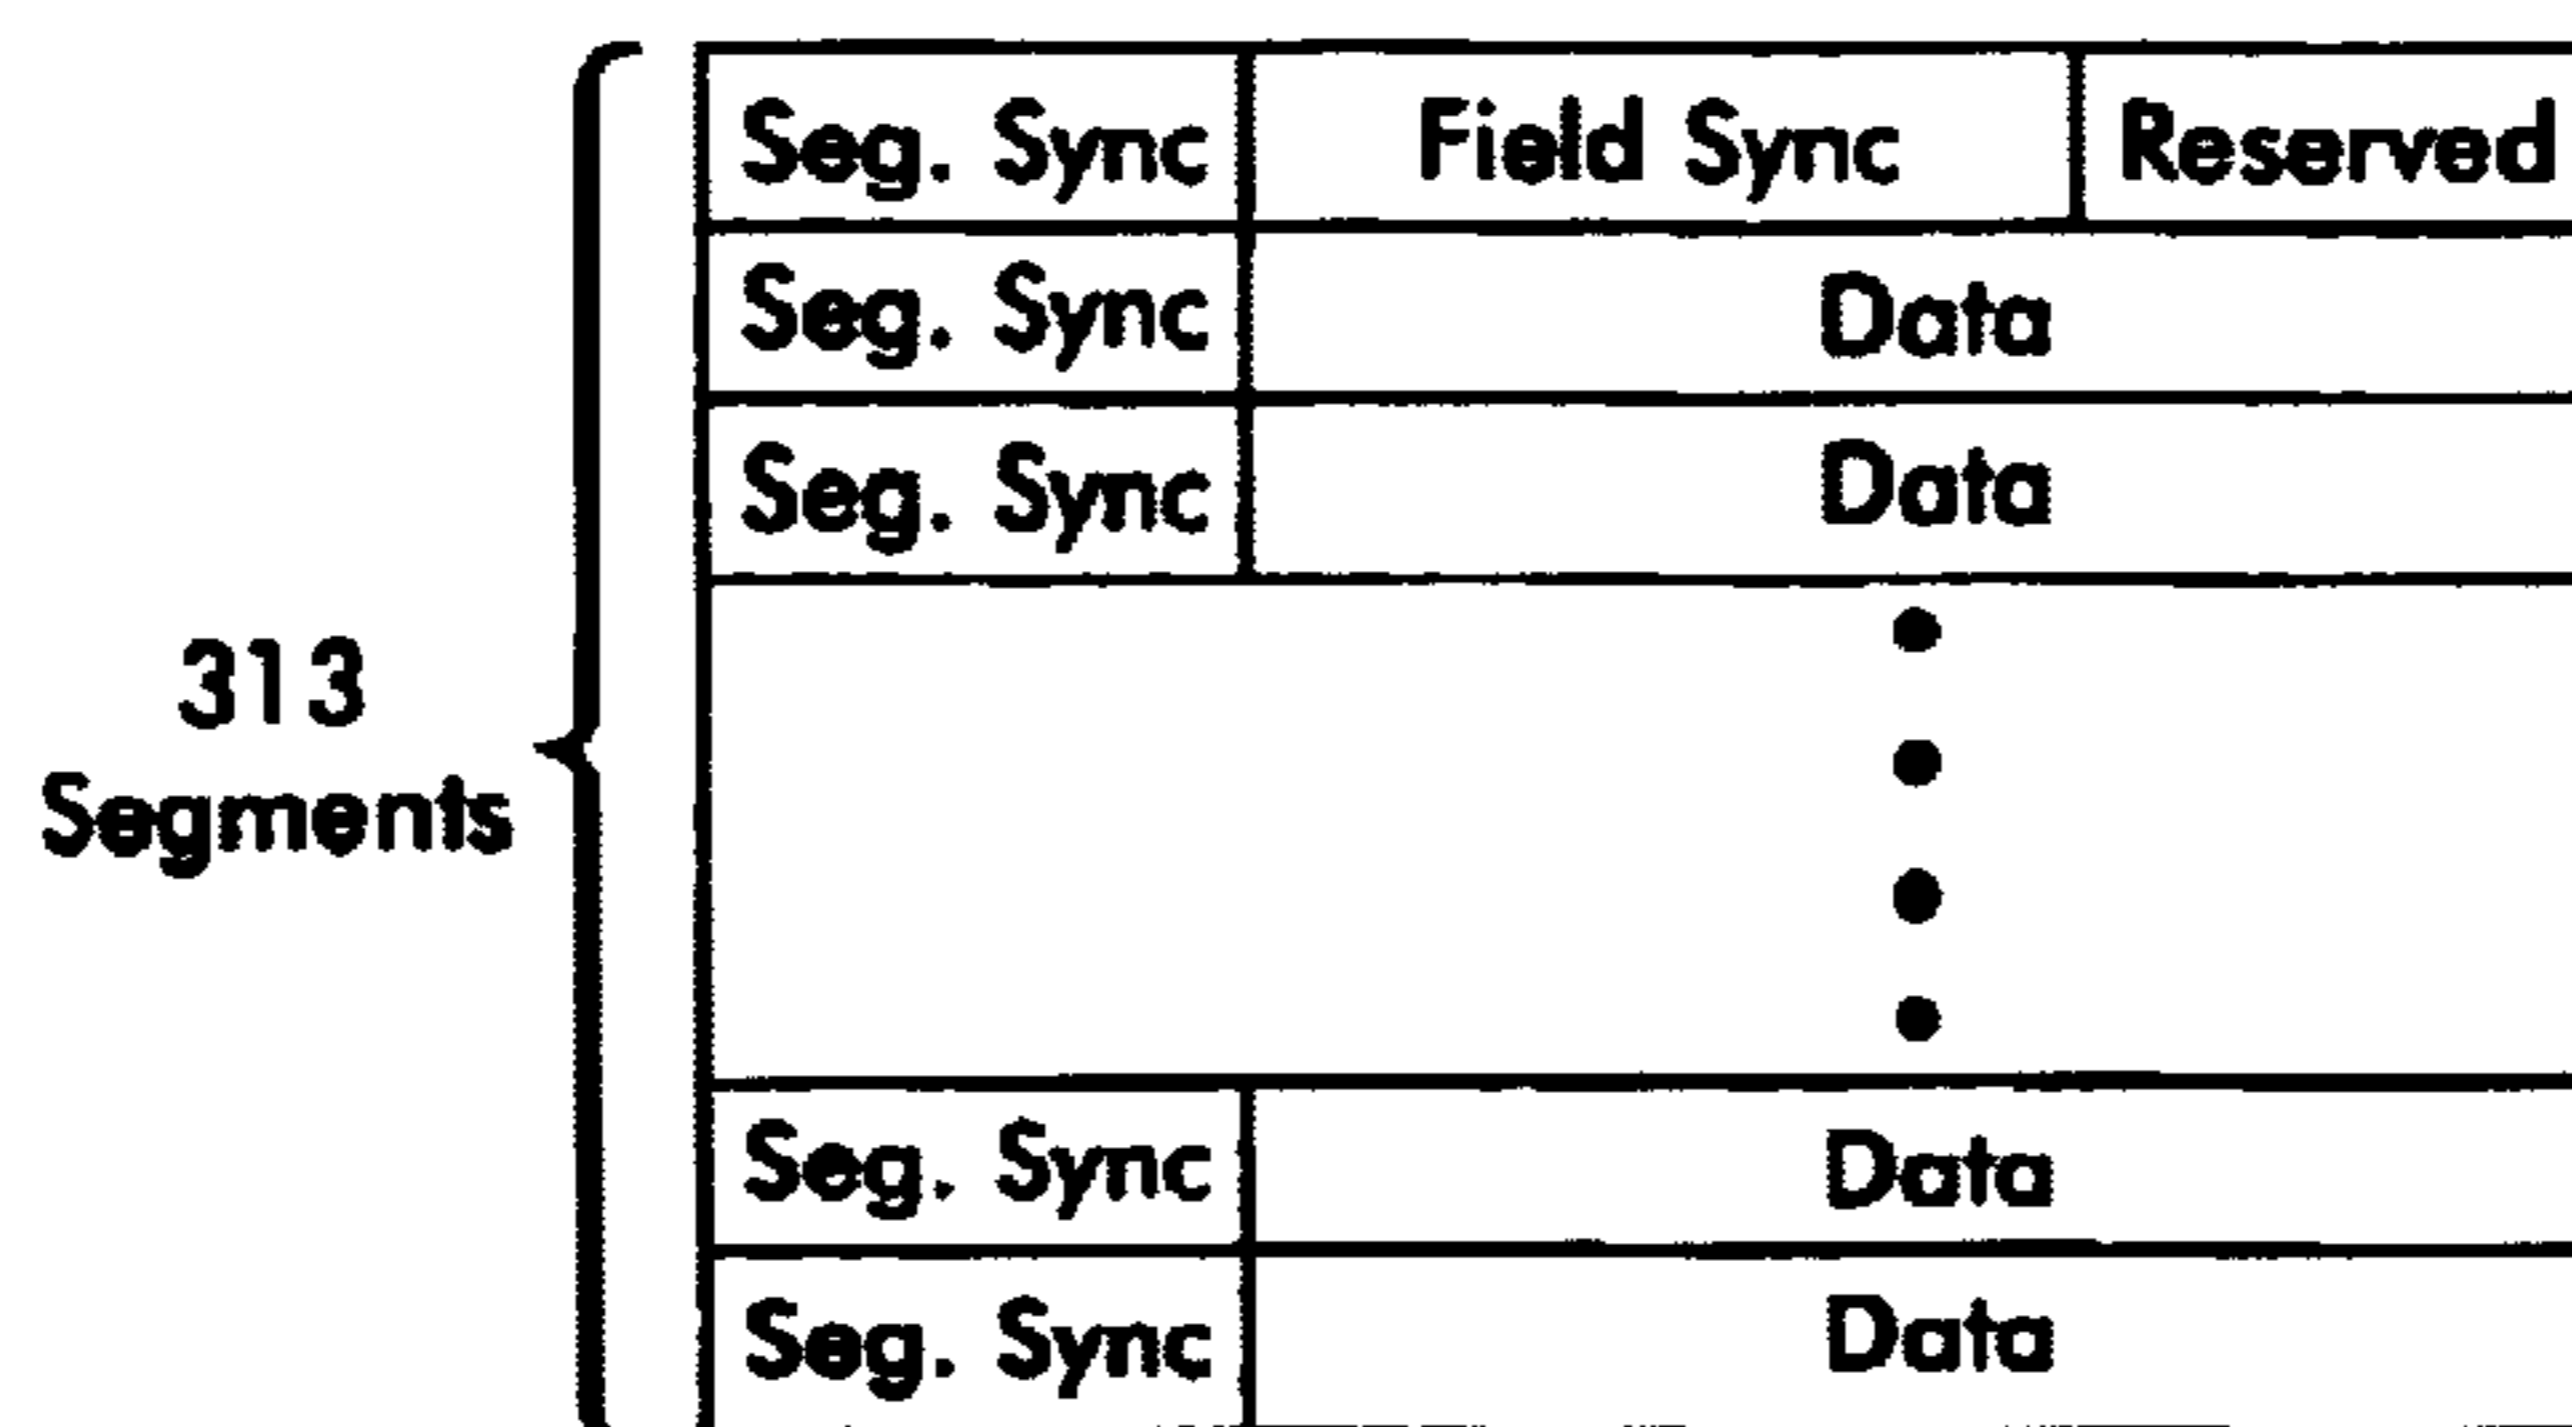 Seg. Sync Field Sync Reserved
Seg. Sync Data
Seg. Sync Data
313
Segments
Seg. Sync Data
Seg. Sync Data